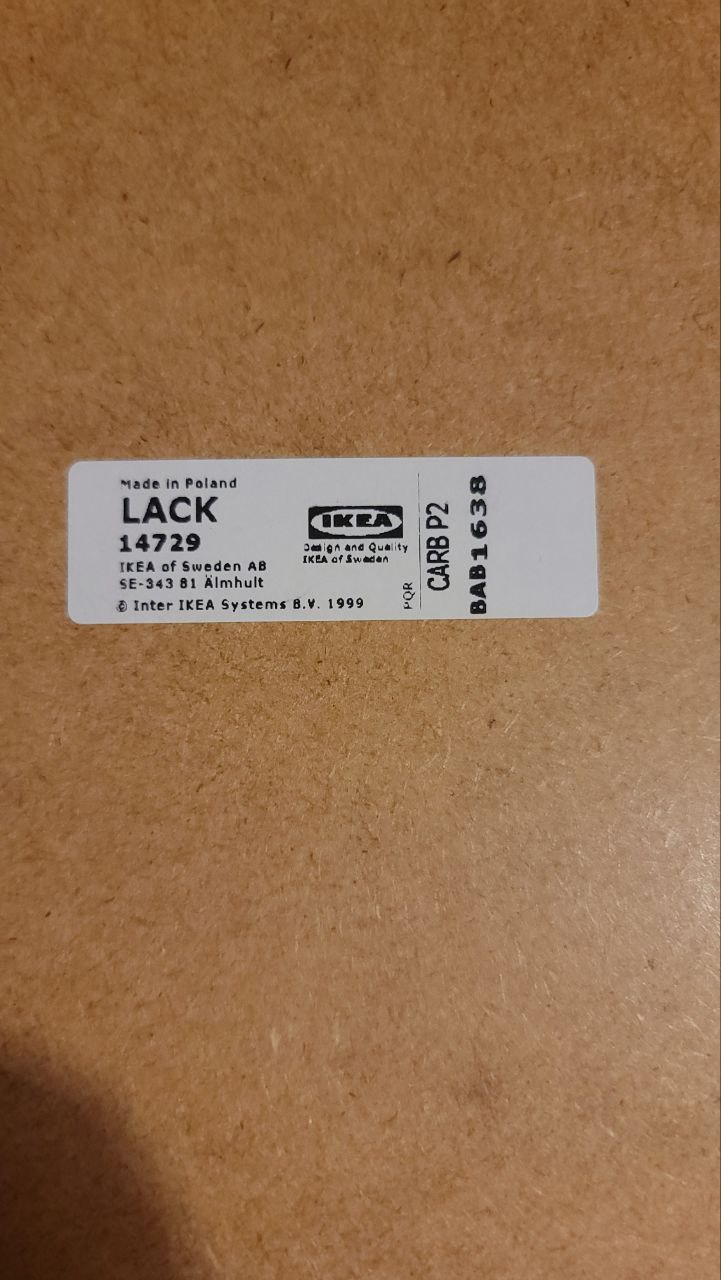 Made in Poland
LACK
14729
IKEA of Sweden AB
SE-343 81 Älmhult
© Inter IKEA Systems B.V. 1999
IKEA
Design and Quality
IKEA of Sweden
PQR
CARB P2
BAB1638